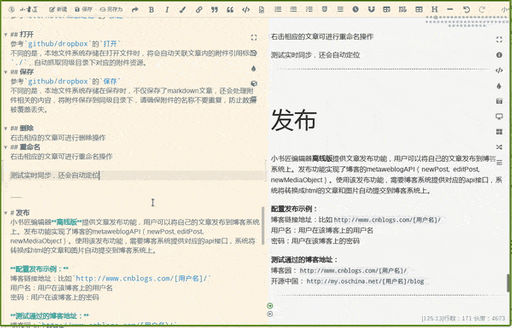 ## 打开
参考`github/dropbox`的`打开`
不同的是，本地文件系统存储在打开文件时，将会自动关联文章内的附件引用标签
`./`，自动抓取同级目录下对应的附件资源。
## 保存
参考`github/dropbox`的`保存`
不同的是，本地文件系统存储在保存时，不仅保存了markdown文章，还会处理附
件相关的内容，将附件保存到同级目录下，请确保附件的名称不要重复，防止数据
被覆盖丢失。
## 删除
右击相应的文章可进行删除操作
## 重命名
右击相应的文章可进行重命名操作
测试实时同步，还会自动定位
# 发布
小书匠编辑器**离线版**提供文章发布功能，用户可以将自己的文章发布到博客系统
上。发布功能实现了博客的metaweblogAPI（newPost, editPost,
newMediaObject）。使用该发布功能，需要博客系统提供对应的api接口，系统将
转换成html的文章和图片自动提交到博客系统上。
**配置发布示例：**
博客链接地址：比如`http://www.cnblogs.com/[用户名]/`
用户名：用户在该博客上的用户名
密码：用户在该博客上的密码
**测试通过的博客地址：**
右击相应的文章可进行重命名操作
测试实时同步，还会自动定位
发布
小书匠编辑器离线版提供文章发布功能，用户可以将自己的文章发布到博客
系统上。发布功能实现了博客的metaweblogAPI（newPost, editPost,
newMediaObject）。使用该发布功能，需要博客系统提供对应的api接口，系
统将转换成html的文章和图片自动提交到博客系统上。
配置发布示例：
博客链接地址：比如 http://www.cnblogs.com/[用户名]/
用户名：用户在该博客上的用户名
密码：用户在该博客上的密码
测试通过的博客地址：
博客园： http://www.cnblogs.com/[用户名]/
开源中国： http://my.oschina.net/[用户名]/blog
[125:13]行数：171 长度：4673